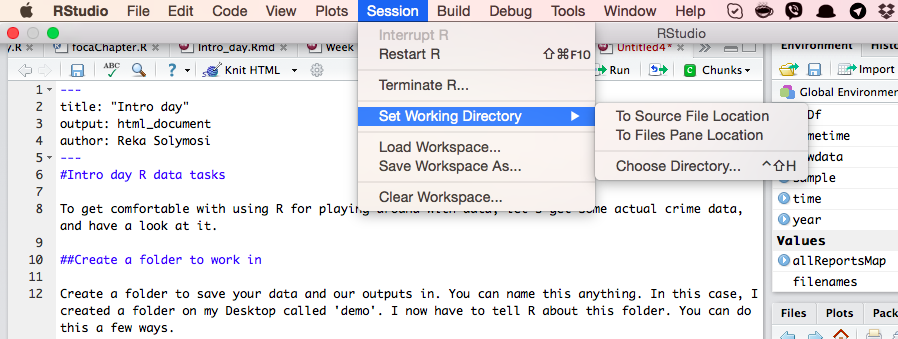 RStudio File Edit Code View Plots Session Build Debug Tools Window Help
RStudio
y.R focaChapter.R Intro_day.Rmd Week Untitled4*
ABC Knit HTML Run Chunks
1 ---
2 title: "Intro day"
3 output: html_document
4 author: Reka Solymosi
5 ---
6 #Intro day R data tasks
7
8 To get comfortable with using R for playing around with data, let's get some actual crime data,
and have a look at it.
9
10 ##Create a folder to work in
11
12 Create a folder to save your data and our outputs in. You can name this anything. In this case, I
created a folder on my Desktop called 'demo'. I now have to tell R about this folder. You can do
this a few ways.
Interrupt R
Restart R ⇧⌘F10
Terminate R...
Set Working Directory
Load Workspace...
Save Workspace As...
Clear Workspace...
To Source File Location
To Files Pane Location
Choose Directory... ^⇧H
Environment Histo
Import
Global Environmen
Df
metime
wdata
sample
time
year
Values
allReportsMap
filenames
Files Plots Pack